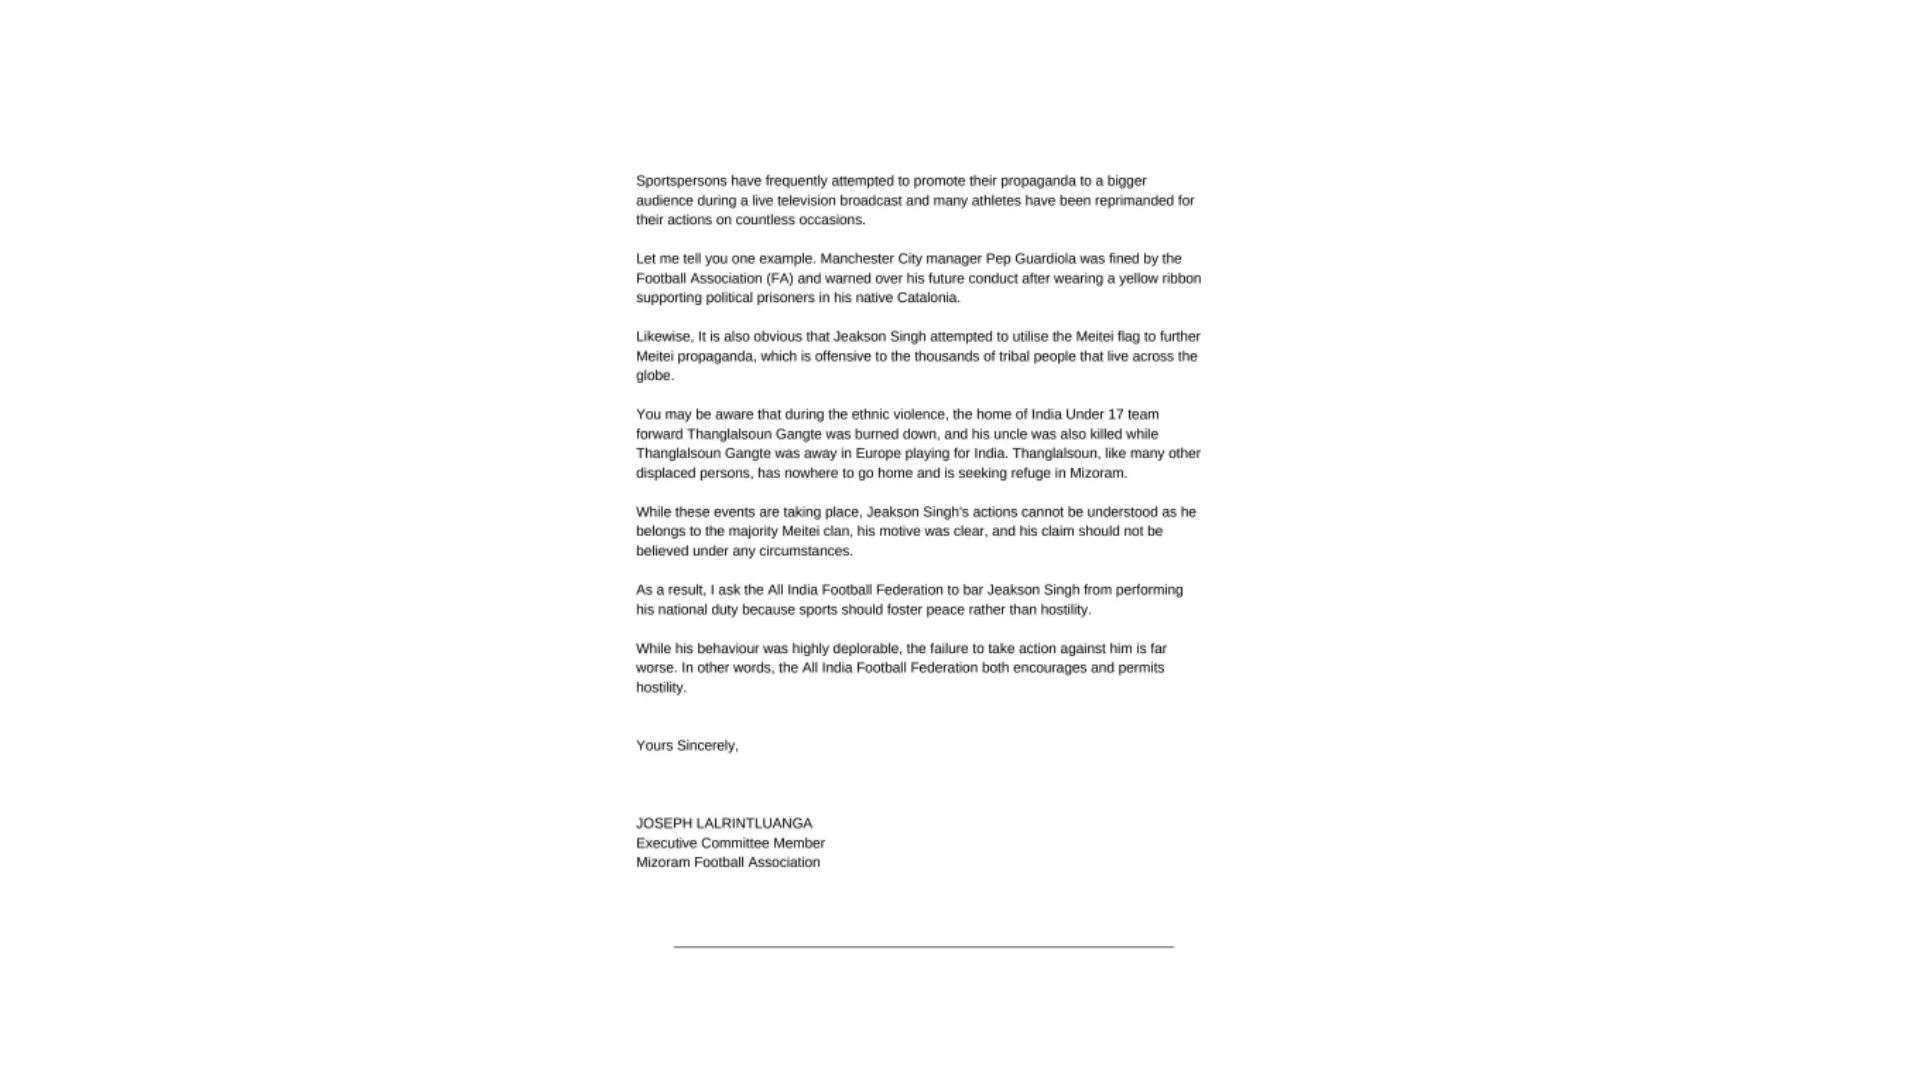 Sportspersons have frequently attempted to promote their propaganda to a bigger
audience during a live television broadcast and many athletes have been reprimanded for
their actions on countless occasions.
Let me tell you one example. Manchester City manager Pep Guardiola was fined by the
Football Association (FA) and warned over his future conduct after wearing a yellow ribbon
supporting political prisoners in his native Catalonia.
Likewise, It is also obvious that Jeakson Singh attempted to utilise the Meitei flag to further
Meitei propaganda, which is offensive to the thousands of tribal people that live across the
globe.
You may be aware that during the ethnic violence, the home of India Under 17 team
forward Thanglalsoun Gangte was burned down, and his uncle was also killed while
Thanglalsoun Gangte was away in Europe playing for India. Thanglalsoun, like many other
displaced persons, has nowhere to go home and is seeking refuge in Mizoram.
While these events are taking place, Jeakson Singh's actions cannot be understood as he
belongs to the majority Meitei clan, his motive was clear, and his claim should not be
believed under any circumstances.
As a result, I ask the All India Football Federation to bar Jeakson Singh from performing
his national duty because sports should foster peace rather than hostility.
While his behaviour was highly deplorable, the failure to take action against him is far
worse. In other words, the All India Football Federation both encourages and permits
hostility.
Yours Sincerely,
JOSEPH LALRINTLUANGA
Executive Committee Member
Mizoram Football Association